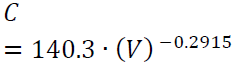 C
= 140.3 · (V) ⁻⁰·²⁹¹⁵